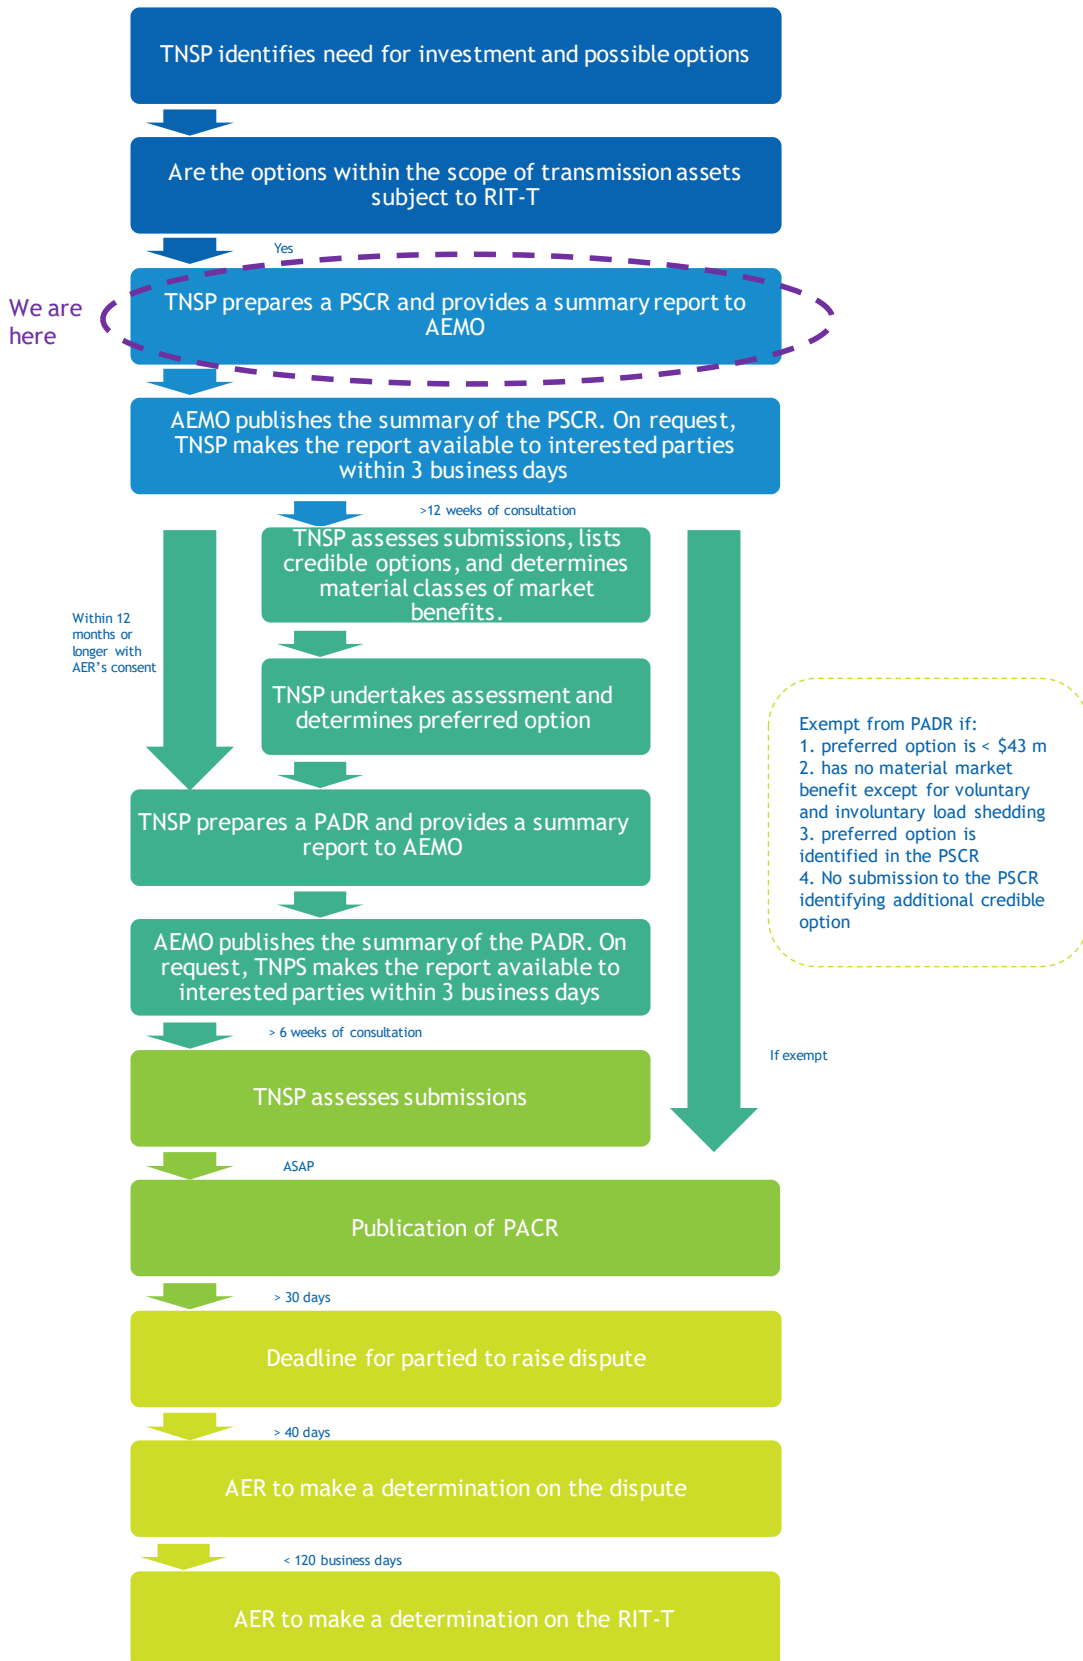 TNSP identifies need for investment and possible options
Are the options within the scope of transmission assets
subject to RIT-T
Yes
We are
here
TNSP prepares a PSCR and provides a summary report to
AEMO
AEMO publishes the summary of the PSCR. On request,
TNSP makes the report available to interested parties
within 3 business days
>12 weeks of consultation
TNSP assesses submissions, lists
credible options, and determines
material classes of market
benefits.
Within 12
months or
longer with
AER's consent
TNSP undertakes assessment and
determines preferred option
Exempt from PADR if:
1. preferred option is < $43 m
2. has no material market
benefit except for voluntary
and involuntary load shedding
3. preferred option is
identified in the PSCR
4. No submission to the PSCR
identifying additional credible
option
TNSP prepares a PADR and provides a summary
report to AEMO
AEMO publishes the summary of the PADR. On
request, TNPS makes the report available to
interested parties within 3 business days
> 6 weeks of consultation
If exempt
TNSP assesses submissions
ASAP
Publication of PACR
> 30 days
Deadline for partied to raise dispute
> 40 days
AER to make a determination on the dispute
< 120 business days
AER to make a determination on the RIT-T